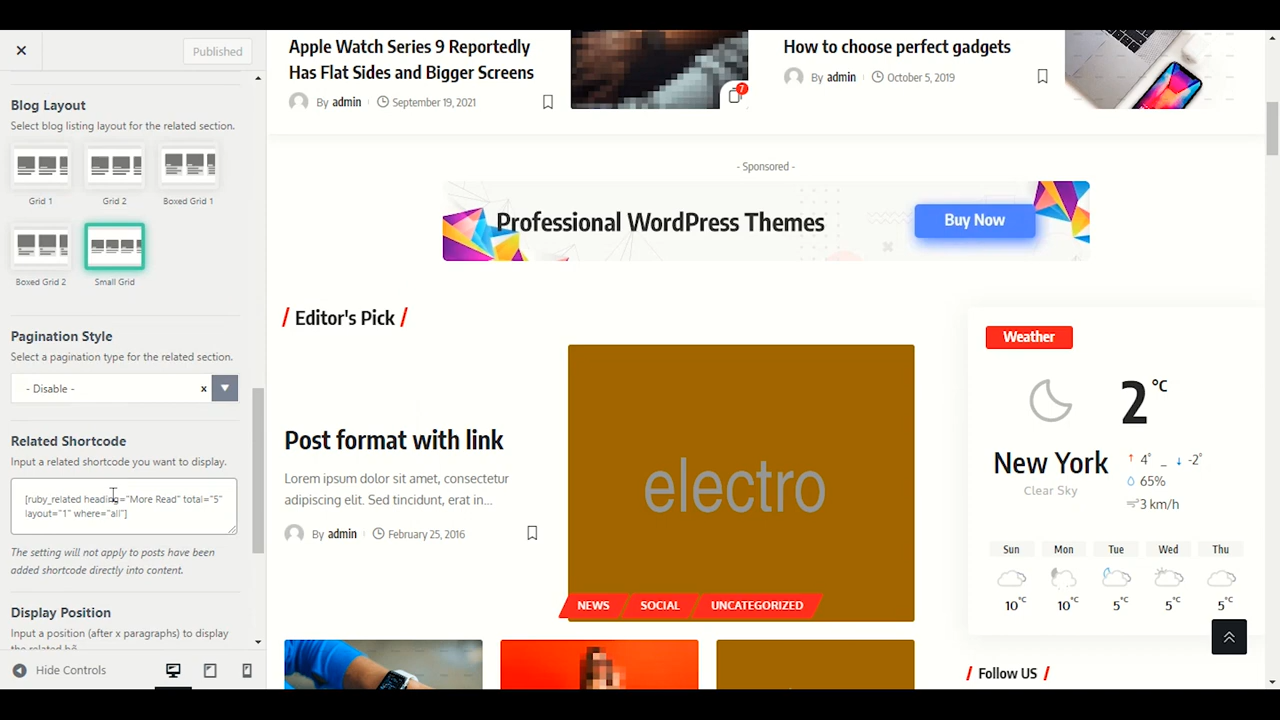 Published
Blog Layout
Select blog listing layout for the related section.
Grid 1
Grid 2
Boxed Grid 1
Boxed Grid 2
Small Grid
Pagination Style
Select a pagination type for the related section.
- Disable -
x
Related Shortcode
Input a related shortcode you want to display.
[ruby_related heading="More Read" total="5"
layout="1" where="all"]
The setting will not apply to posts have been
added shortcode directly into content.
Display Position
Input a position (after x paragraphs) to display
the related
Hide Controls
Apple Watch Series 9 Reportedly
Has Flat Sides and Bigger Screens
By admin
September 19, 2021
7
How to choose perfect gadgets
By admin
October 5, 2019
- Sponsored -
Professional WordPress Themes
Buy Now
/ Editor's Pick /
Post format with link
Lorem ipsum dolor sit amet, consectetur
adipiscing elit. Sed tincidunt, erat in...
By admin
February 25, 2016
electro
NEWS
SOCIAL
UNCATEGORIZED
Weather
2 °C
New York
Clear Sky
↑ 4° _ ↓ -2°
65%
3 km/h
Sun Mon Tue Wed Thu
10°C 10°C 5°C 5°C 5°C
/ Follow US /